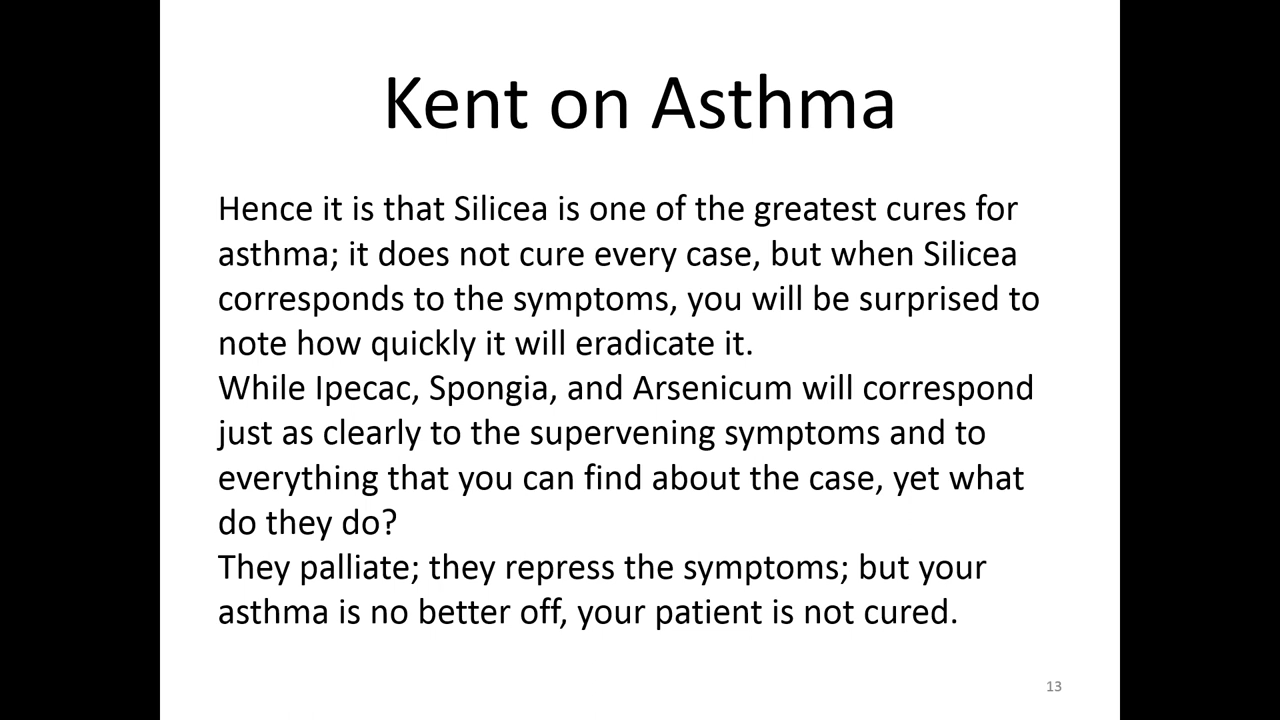 Kent on Asthma
Hence it is that Silicea is one of the greatest cures for
asthma; it does not cure every case, but when Silicea
corresponds to the symptoms, you will be surprised to
note how quickly it will eradicate it.
While Ipecac, Spongia, and Arsenicum will correspond
just as clearly to the supervening symptoms and to
everything that you can find about the case, yet what
do they do?
They palliate; they repress the symptoms; but your
asthma is no better off, your patient is not cured.
13